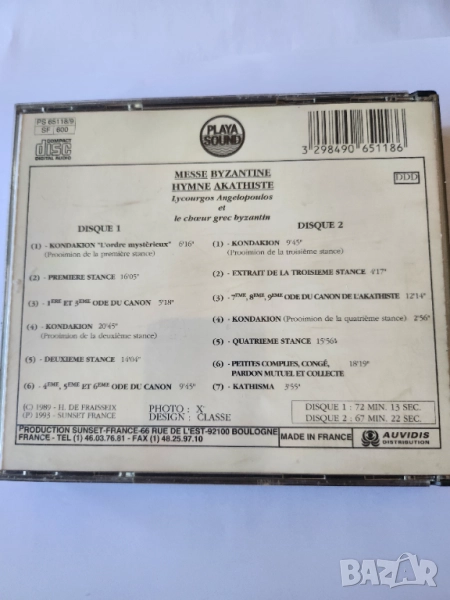 PS 65118/9
SF 600
COMPACT
disc
DIGITAL AUDIO
PLAYA
SOUND
3 298490 651186
MESSE BYZANTINE
HYMNE AKATHISTE
Lycourgos Angelopoulos
et
le chœur grec byzantin
DDD
DISQUE 1
(1) - KONDAKION "L'ordre mystèrieux" 6'16"
(Prooimion de la première stance)
(2) - PREMIERE STANCE 16'05"
(3) - 1ERE ET 3EME ODE DU CANON 5'18"
(4) - KONDAKION 20'45"
(Prooimion de la deuxième stance)
(5) - DEUXIEME STANCE 14'04"
(6) - 4EME, 5EME ET 6EME ODE DU CANON 9'45"
DISQUE 2
(1) - KONDAKION 9'45"
(Prooimion de la troisième stance)
(2) - EXTRAIT DE LA TROISIEME STANCE 4'17"
(3) - 7EME, 8EME, 9EME ODE DU CANON DE L'AKATHISTE 12'14"
(4) - KONDAKION (Prooimion de la quatrième stance) 2'56"
(5) - QUATRIEME STANCE 15'56"
(6) - PETITES COMPLIES, CONGÉ, 18'19"
PARDON MUTUEL ET COLLECTE
(7) - KATHISMA 3'55"
(C) 1989 - H. DE FRAISSEIX
(P) 1993 - SUNSET FRANCE
PHOTO : X
DESIGN : CLASSE
DISQUE 1 : 72 MIN. 13 SEC.
DISQUE 2 : 67 MIN. 22 SEC.
PRODUCTION SUNSET-FRANCE-66 RUE DE L'EST-92100 BOULOGNE
FRANCE - TEL (1) 46.03.76.81 - FAX (1) 48.25.97.10
MADE IN FRANCE
AUVIDIS
DISTRIBUTION
bazar.bg